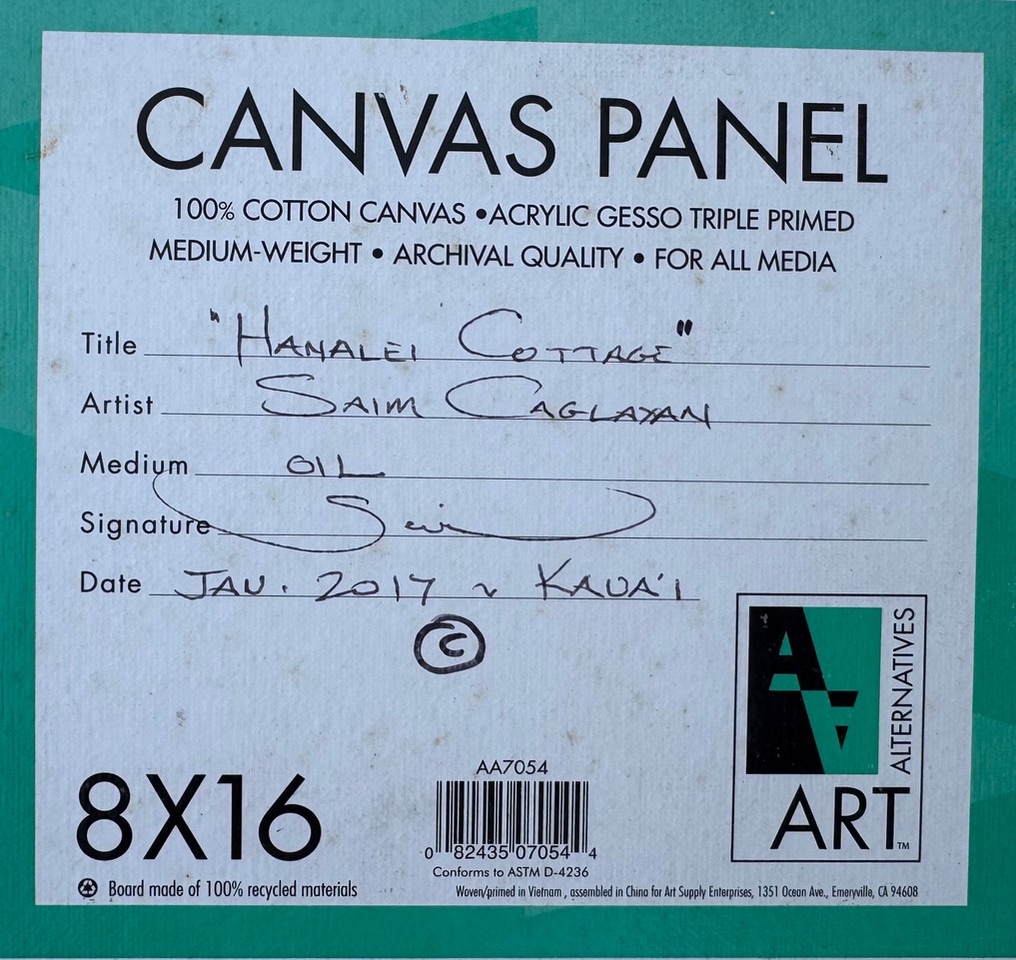 CANVAS PANEL
100% COTTON CANVAS • ACRYLIC GESSO TRIPLE PRIMED
MEDIUM-WEIGHT • ARCHIVAL QUALITY • FOR ALL MEDIA
Title "HANALEI COTTAGE"
Artist SAIM CAGLAYAN
Medium OIL
Signature Saim
Date JAN. 2017 ~ KAUA'I
©
AA
ALTERNATIVES
ART™
8X16
AA7054
0 82435 07054 4
Conforms to ASTM D-4236
Board made of 100% recycled materials
Woven/primed in Vietnam, assembled in China for Art Supply Enterprises, 1351 Ocean Ave., Emeryville, CA 94608